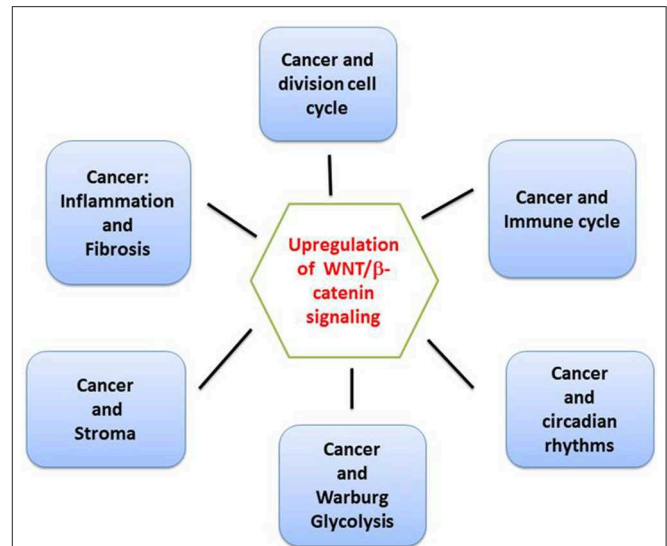 Cancer and
division cell
cycle
Cancer:
Inflammation
and
Fibrosis
Cancer and
Immune cycle
Upregulation
of WNT/β-
catenin
signaling
Cancer
and
Stroma
Cancer
and
circadian
rhythms
Cancer
and
Warburg
Glycolysis